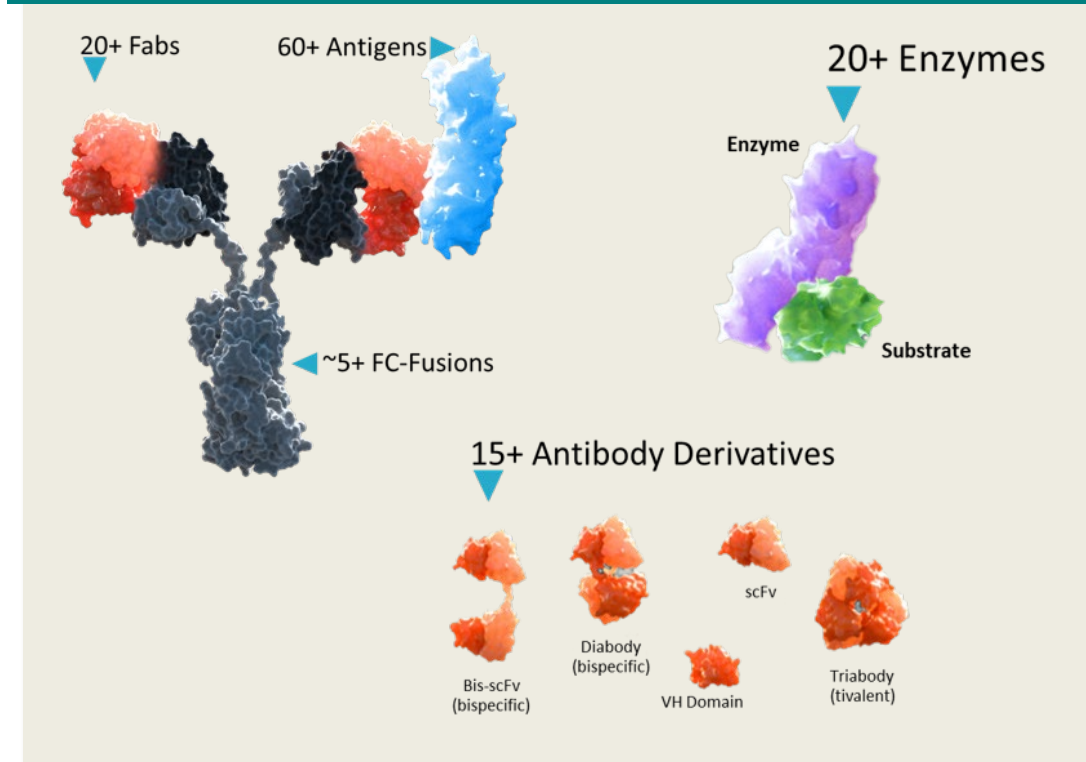 20+ Fabs
60+ Antigens
20+ Enzymes
Enzyme
Substrate
~5+ FC-Fusions
15+ Antibody Derivatives
Bis-scFv
(bispecific)
Diabody
(bispecific)
VH Domain
scFv
Triabody
(tivalent)